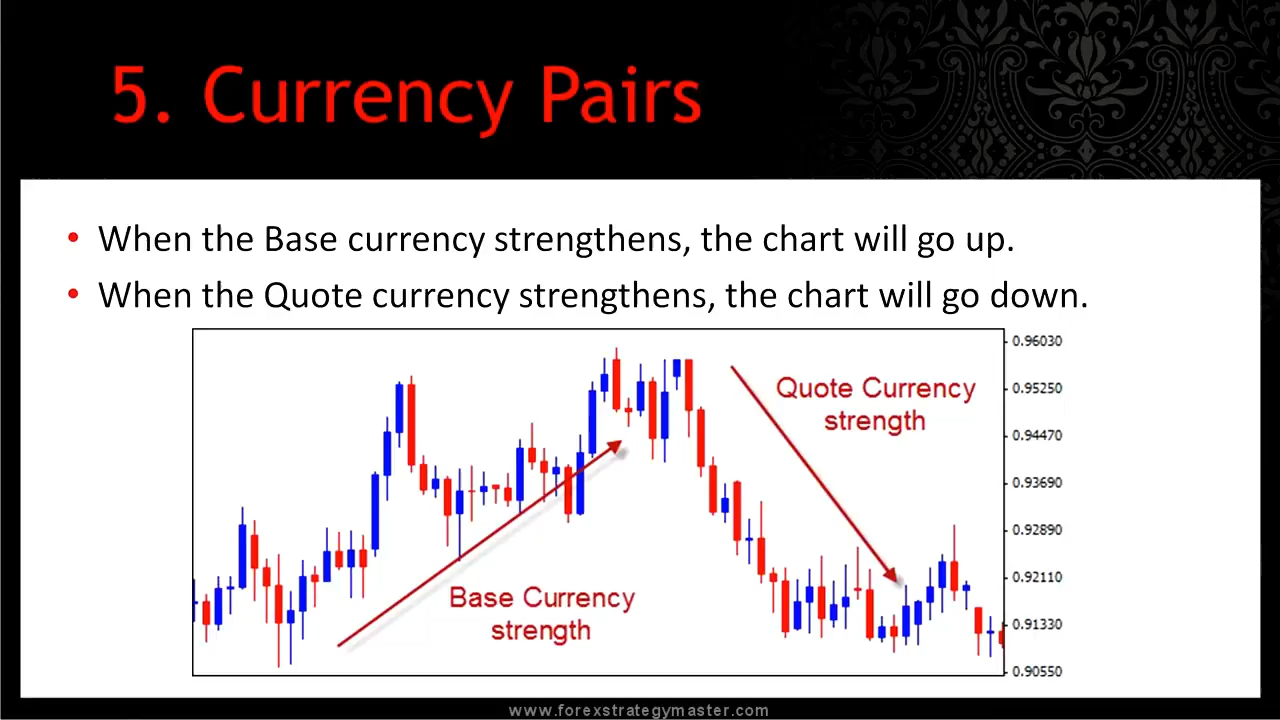 5. Currency Pairs
• When the Base currency strengthens, the chart will go up.
• When the Quote currency strengthens, the chart will go down.
0.96030
Quote Currency
strength
0.95250
0.94470
0.93690
0.92890
0.92110
Base Currency
strength
0.91330
0.90550
www.forexstrategymaster.com